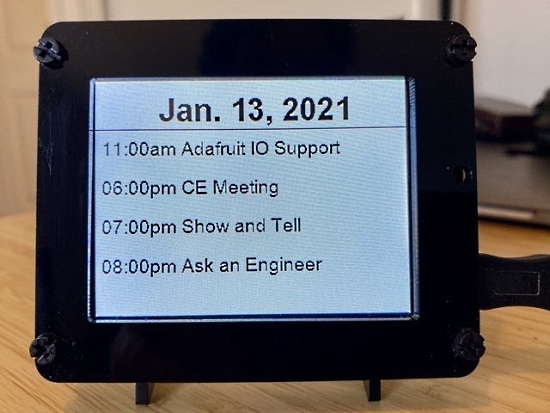 Jan. 13, 2021
11:00am Adafruit IO Support
06:00pm CE Meeting
07:00pm Show and Tell
08:00pm Ask an Engineer